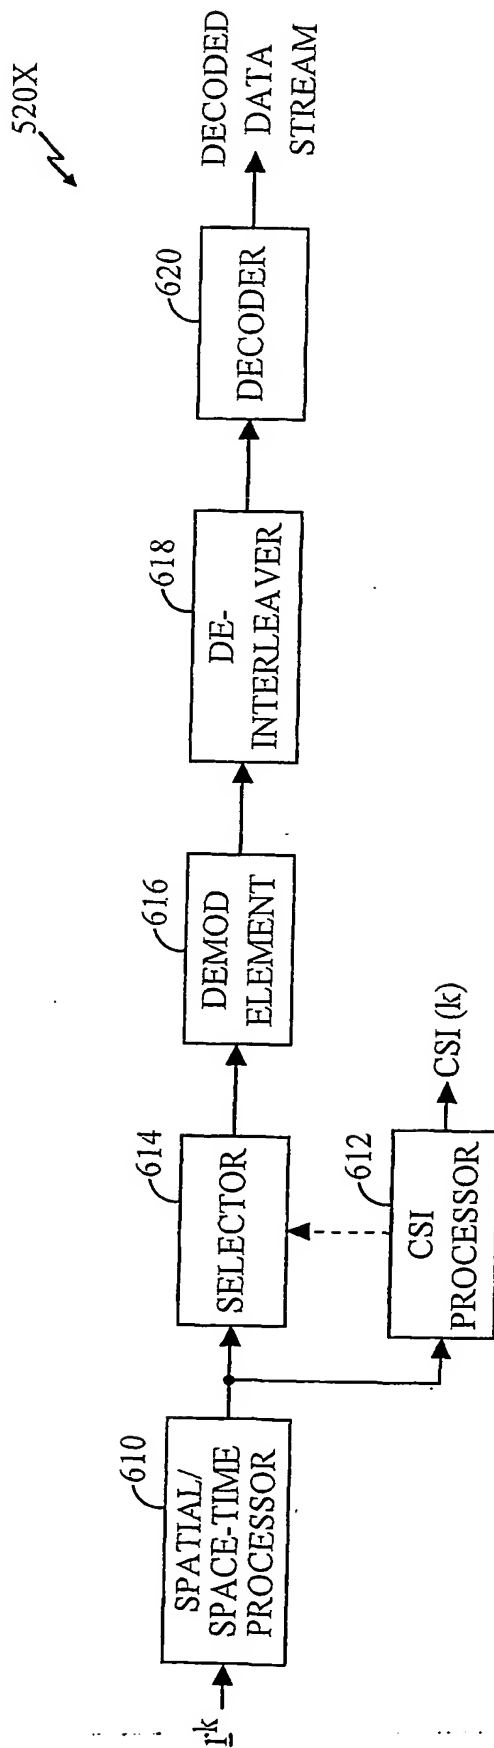 520X
r^k
610
SPATIAL/
SPACE-TIME
PROCESSOR
614
SELECTOR
612
CSI
PROCESSOR
CSI (k)
616
DEMOD
ELEMENT
618
DE-
INTERLEAVER
620
DECODER
DECODED
DATA
STREAM